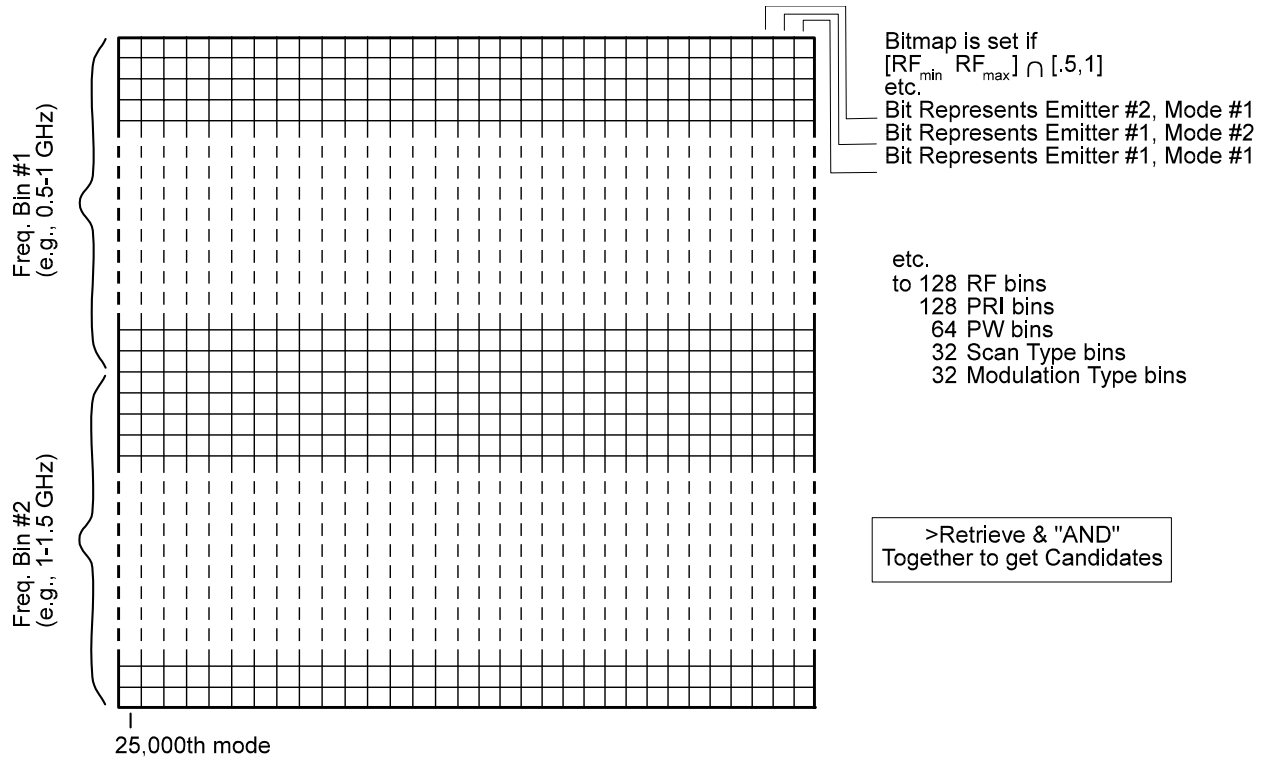 Bitmap is set if
[RFmin RFmax] ∩ [.5,1]
etc.
Bit Represents Emitter #2, Mode #1
Bit Represents Emitter #1, Mode #2
Bit Represents Emitter #1, Mode #1
Freq. Bin #1
(e.g., 0.5-1 GHz)
etc.
to 128 RF bins
128 PRI bins
64 PW bins
32 Scan Type bins
32 Modulation Type bins
Freq. Bin #2
(e.g., 1-1.5 GHz)
>Retrieve & "AND"
Together to get Candidates
25,000th mode